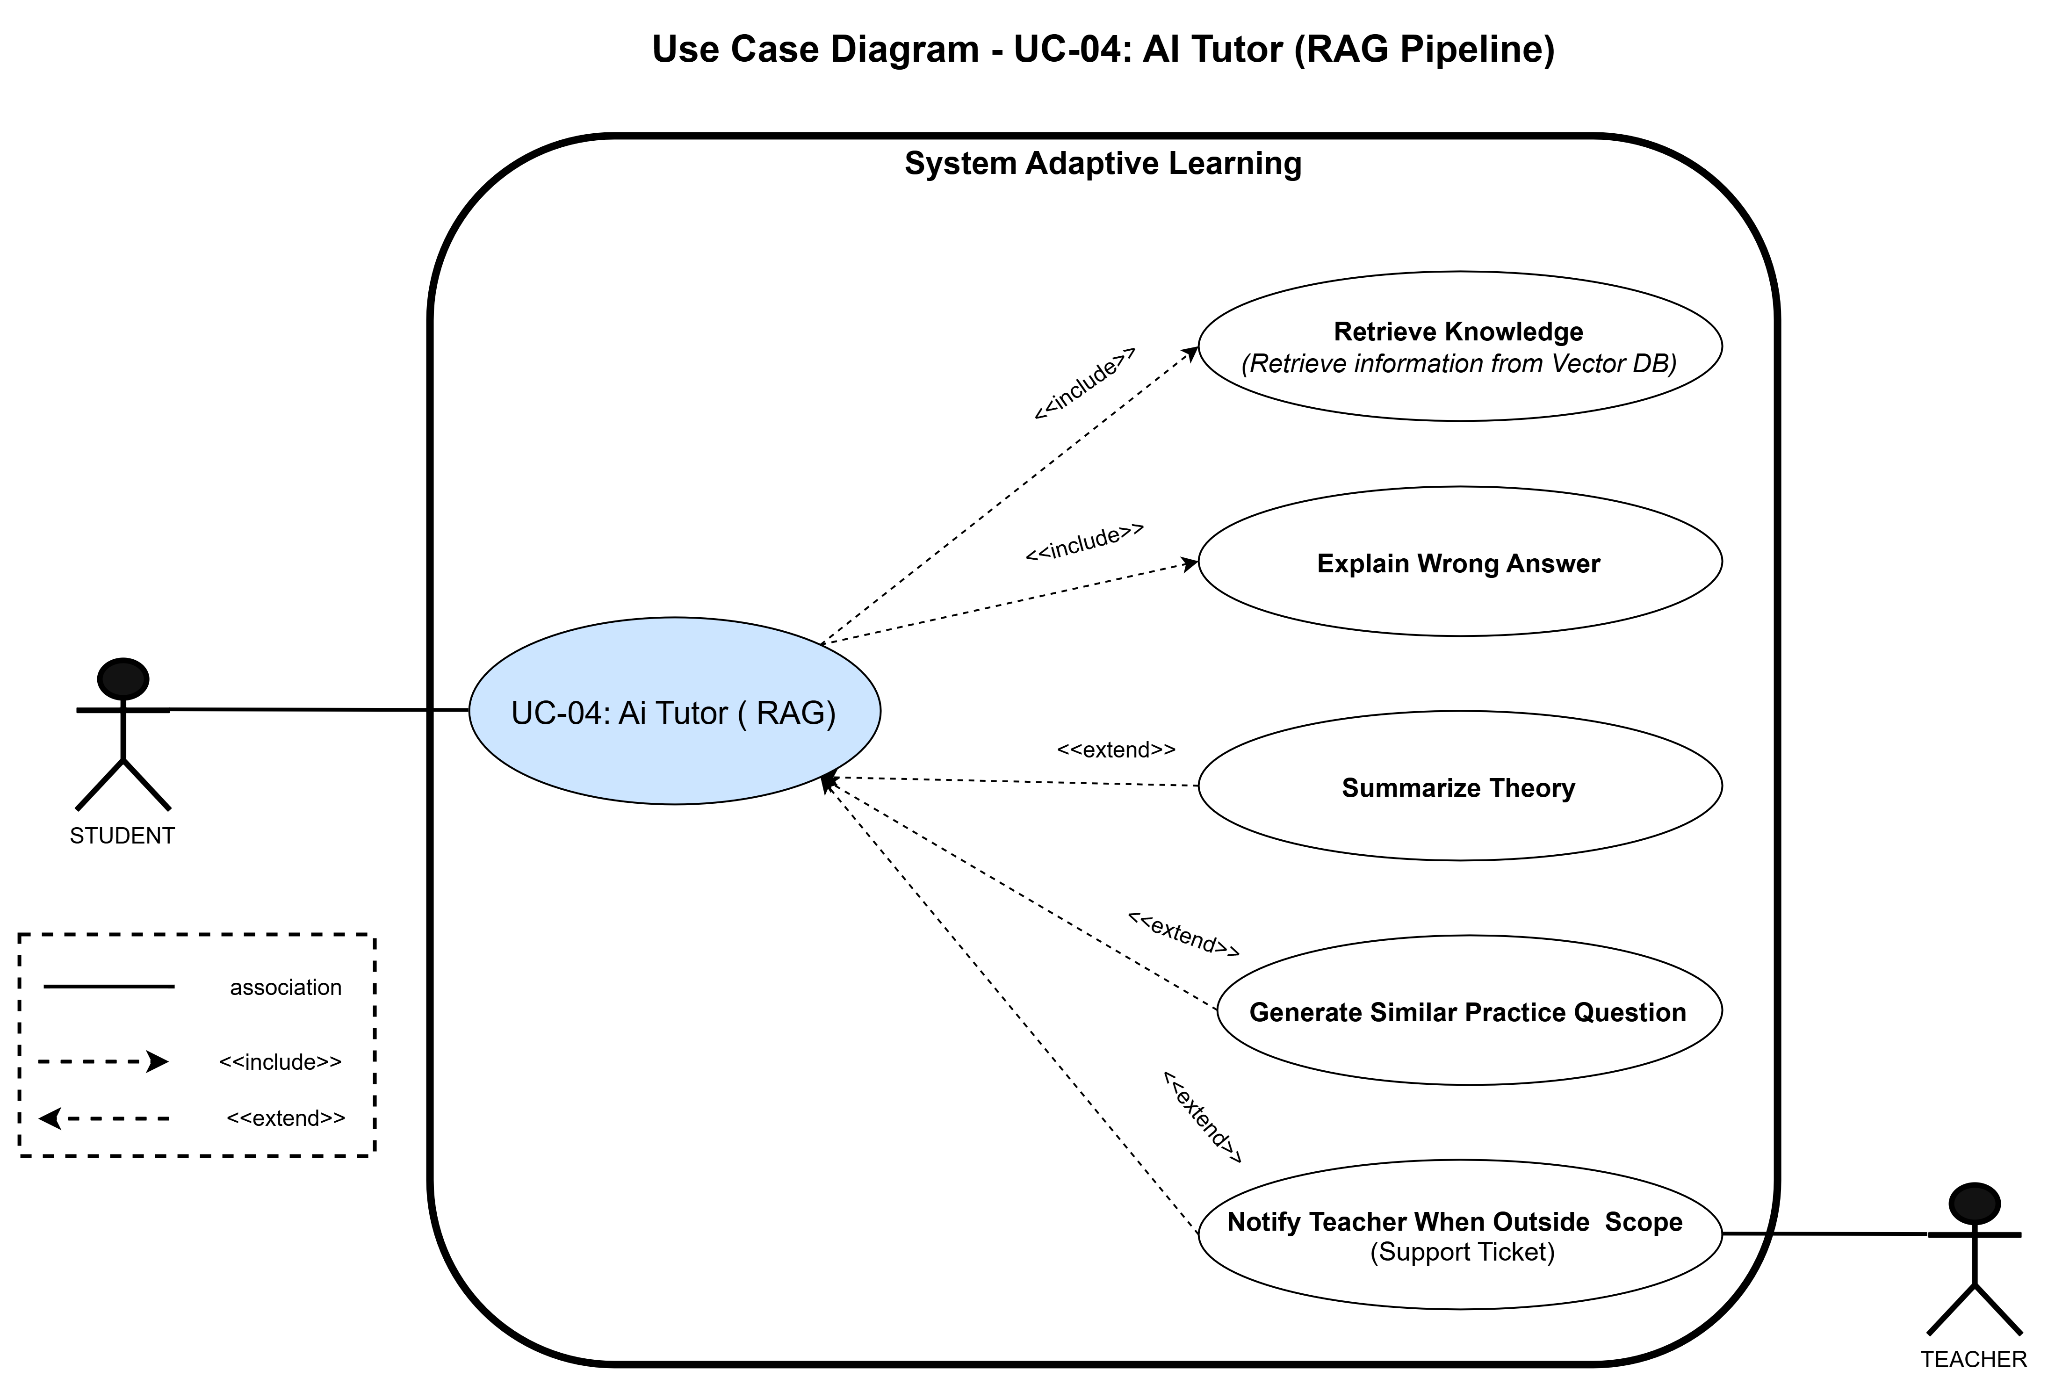 Use Case Diagram - UC-04: AI Tutor (RAG Pipeline)
System Adaptive Learning
Retrieve Knowledge
(Retrieve information from Vector DB)
<<include>>
<<include>>
Explain Wrong Answer
UC-04: Ai Tutor ( RAG)
<<extend>>
Summarize Theory
STUDENT
<<extend>>
Generate Similar Practice Question
association
<<include>>
<<extend>>
<<extend>>
Notify Teacher When Outside  Scope
(Support Ticket)
TEACHER